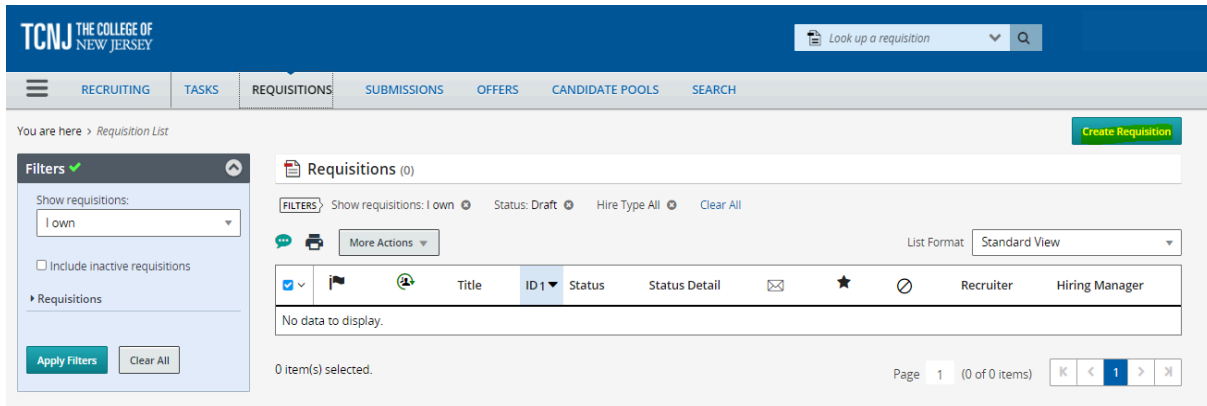 TCNJ THE COLLEGE OF
NEW JERSEY
Look up a requisition
RECRUITING TASKS REQUISITIONS SUBMISSIONS OFFERS CANDIDATE POOLS SEARCH
You are here > Requisition List
Create Requisition
Filters
Show requisitions:
I own
Include inactive requisitions
Requisitions
Apply Filters Clear All
Requisitions (0)
FILTERS Show requisitions: I own Status: Draft Hire Type All Clear All
More Actions
List Format Standard View
Title ID 1 Status Status Detail Recruiter Hiring Manager
No data to display.
0 item(s) selected.
Page 1 (0 of 0 items) K < 1 > K